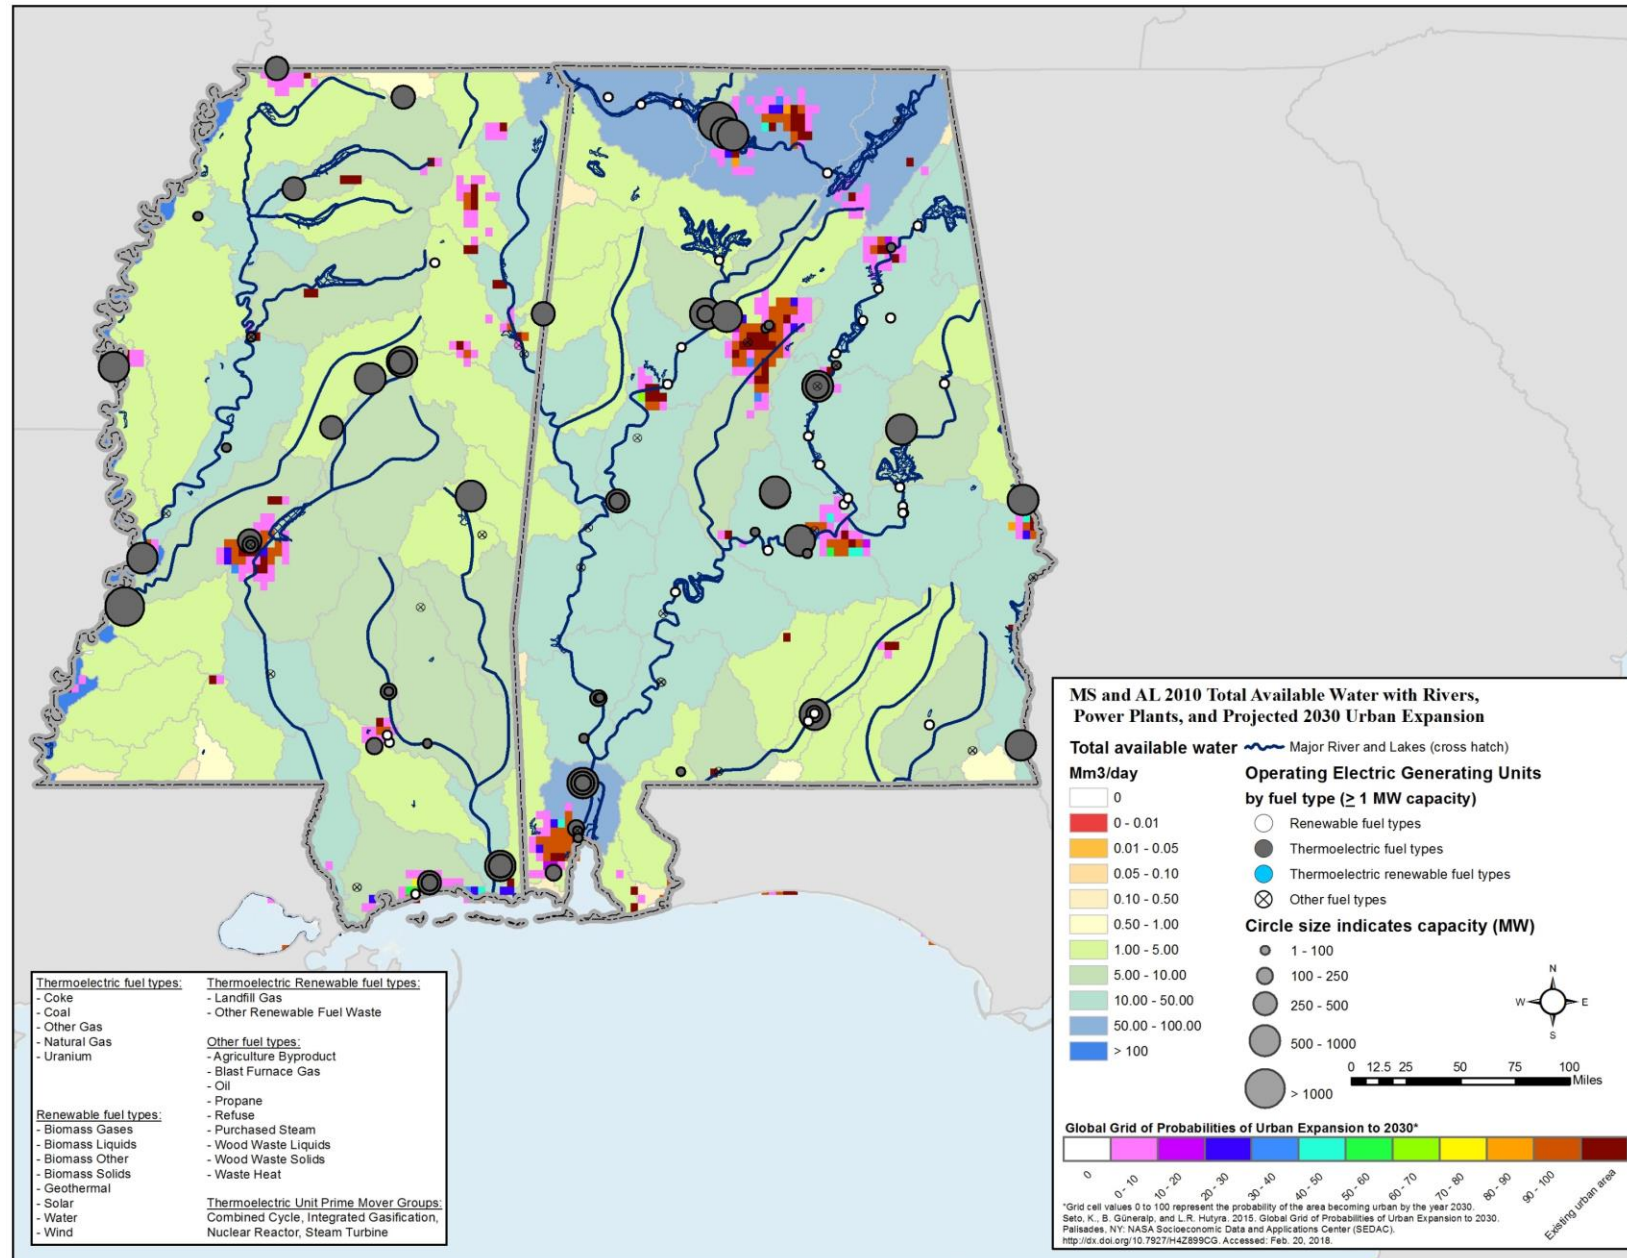 MS and AL 2010 Total Available Water with Rivers,
Power Plants, and Projected 2030 Urban Expansion
Total available water
Mm3/day
0
0 - 0.01
0.01 - 0.05
0.05 - 0.10
0.10 - 0.50
0.50 - 1.00
1.00 - 5.00
5.00 - 10.00
10.00 - 50.00
50.00 - 100.00
> 100
Major River and Lakes (cross hatch)
Operating Electric Generating Units
by fuel type (≥ 1 MW capacity)
Renewable fuel types
Thermoelectric fuel types
Thermoelectric renewable fuel types
Other fuel types
Circle size indicates capacity (MW)
1 - 100
100 - 250
250 - 500
500 - 1000
> 1000
N
W
E
S
0 12.5 25 50 75 100
Miles
Global Grid of Probabilities of Urban Expansion to 2030*
0
0 - 10
10 - 20
20 - 30
30 - 40
40 - 50
50 - 60
60 - 70
70 - 80
80 - 90
90 - 100
Existing urban area
*Grid cell values 0 to 100 represent the probability of the area becoming urban by the year 2030.
Seto, K., B. Güneralp, and L.R. Hutyra. 2015. Global Grid of Probabilities of Urban Expansion to 2030.
Palisades, NY: NASA Socioeconomic Data and Applications Center (SEDAC).
http://dx.doi.org/10.7927/H4Z899CG. Accessed: Feb. 20, 2018.
Thermoelectric fuel types:
- Coke
- Coal
- Other Gas
- Natural Gas
- Uranium
Renewable fuel types:
- Biomass Gases
- Biomass Liquids
- Biomass Other
- Biomass Solids
- Geothermal
- Solar
- Water
- Wind
Thermoelectric Renewable fuel types:
- Landfill Gas
- Other Renewable Fuel Waste
Other fuel types:
- Agriculture Byproduct
- Blast Furnace Gas
- Oil
- Propane
- Refuse
- Purchased Steam
- Wood Waste Liquids
- Wood Waste Solids
- Waste Heat
Thermoelectric Unit Prime Mover Groups:
Combined Cycle, Integrated Gasification,
Nuclear Reactor, Steam Turbine